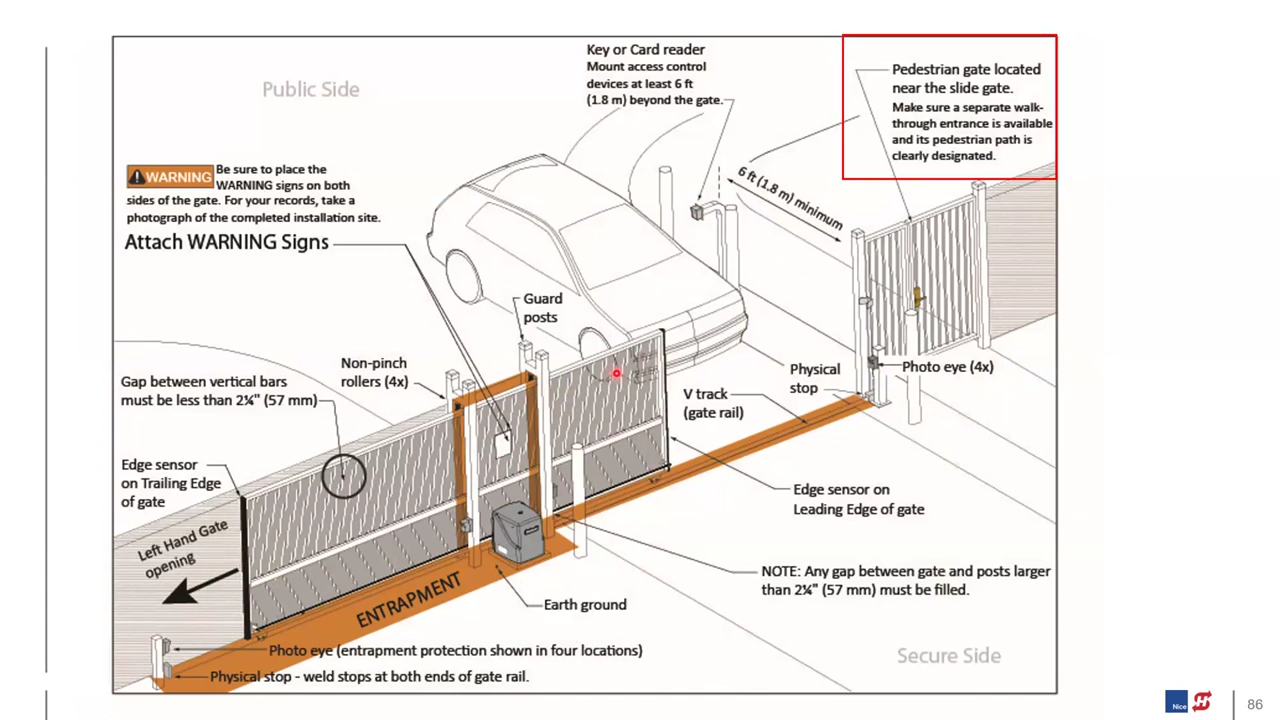 Public Side
Key or Card reader
Mount access control
devices at least 6 ft
(1.8 m) beyond the gate.
Pedestrian gate located
near the slide gate.
Make sure a separate walk-
through entrance is available
and its pedestrian path is
clearly designated.
WARNING Be sure to place the
WARNING signs on both
sides of the gate. For your records, take a
photograph of the completed installation site.
Attach WARNING Signs
6 ft (1.8 m) minimum
Guard
posts
Non-pinch
rollers (4x)
Gap between vertical bars
must be less than 2¼" (57 mm)
Physical
stop
Photo eye (4x)
V track
(gate rail)
Edge sensor
on Trailing Edge
of gate
Edge sensor on
Leading Edge of gate
Left Hand Gate
opening
NOTE: Any gap between gate and posts larger
than 2¼" (57 mm) must be filled.
ENTRAPMENT
Earth ground
Photo eye (entrapment protection shown in four locations)
Physical stop - weld stops at both ends of gate rail.
Secure Side
Nice
H
86